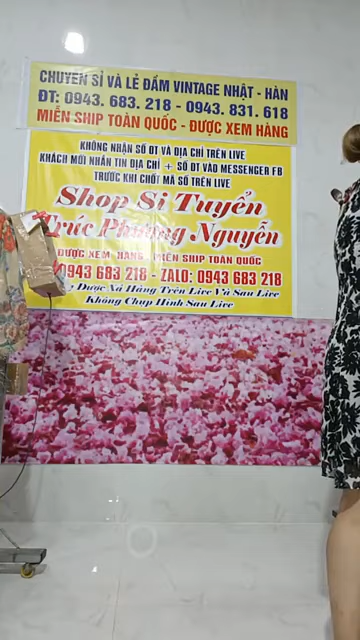 CHUYÊN SỈ VÀ LẺ ĐẦM VINTAGE NHẬT - HÀN
ĐT: 0943. 683. 218 - 0943. 831. 618
MIỄN SHIP TOÀN QUỐC - ĐƯỢC XEM HÀNG
KHÔNG NHẬN SỐ ĐT VÀ ĐỊA CHỈ TRÊN LIVE
KHÁCH MỚI NHẮN TIN ĐỊA CHỈ + SỐ ĐT VÀO MESSENGER FB
TRƯỚC KHI CHỐT MÃ SỐ TRÊN LIVE
Shop Si Tuyển
Trúc Phương Nguyễn
ĐƯỢC XEM HÀNG - MIỄN SHIP TOÀN QUỐC
0943 683 218 - ZALO: 0943 683 218
Được Xả Hàng Trên Live Và Sau Live
Không Chụp Hình Sau Live